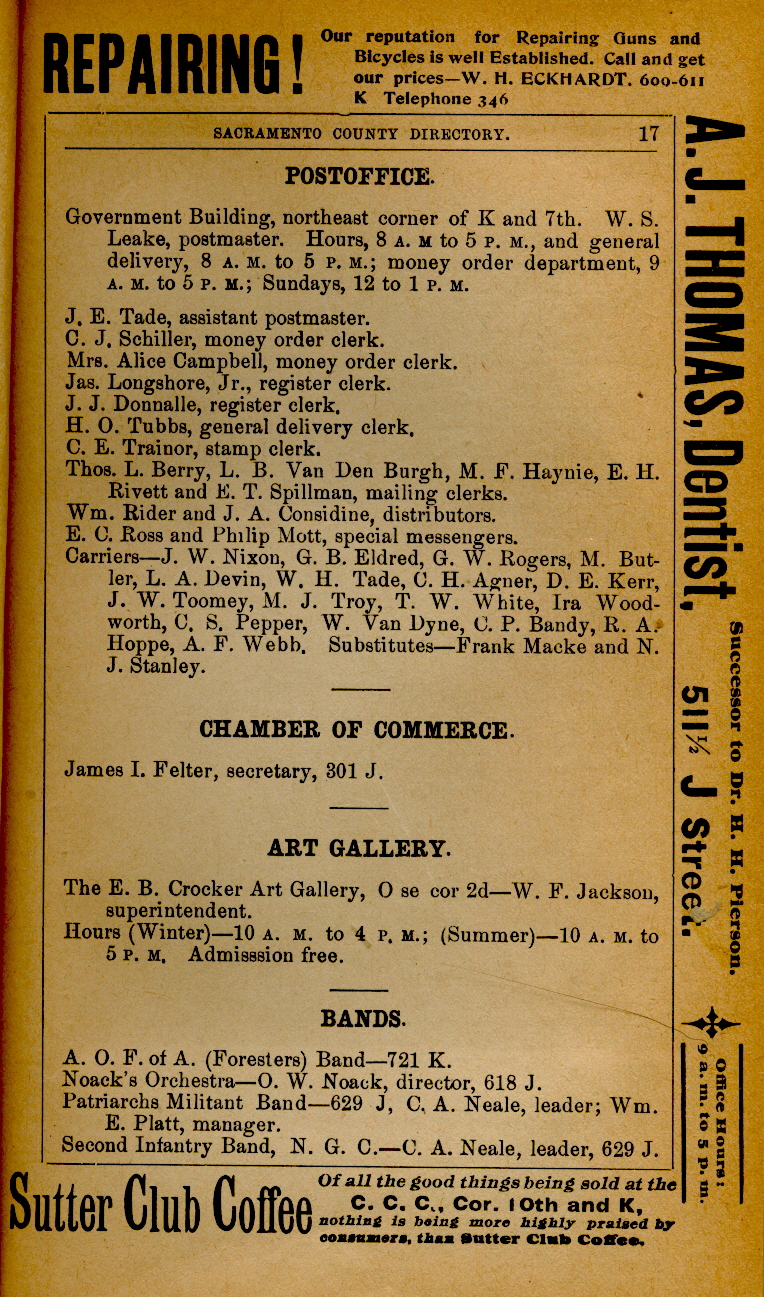 REPAIRING!
Our reputation for Repairing Guns and
Bicycles is well Established. Call and get
our prices—W. H. ECKHARDT. 609-611
K Telephone 346
SACRAMENTO COUNTY DIRECTORY. 17
POSTOFFICE.
Government Building, northeast corner of K and 7th. W. S.
Leake, postmaster. Hours, 8 A. M to 5 P. M., and general
delivery, 8 A. M. to 5 P. M.; money order department, 9
A. M. to 5 P. M.; Sundays, 12 to 1 P. M.
J. E. Tade, assistant postmaster.
C. J. Schiller, money order clerk.
Mrs. Alice Campbell, money order clerk.
Jas. Longshore, Jr., register clerk.
J. J. Donnalle, register clerk.
H. O. Tubbs, general delivery clerk.
C. E. Trainor, stamp clerk.
Thos. L. Berry, L. B. Van Den Burgh, M. F. Haynie, E. H.
Rivett and E. T. Spillman, mailing clerks.
Wm. Rider and J. A. Considine, distributors.
E. C. Ross and Philip Mott, special messengers.
Carriers—J. W. Nixon, G. B. Eldred, G. W. Rogers, M. But-
ler, L. A. Devin, W. H. Tade, C. H. Agner, D. E. Kerr,
J. W. Toomey, M. J. Troy, T. W. White, Ira Wood-
worth, C. S. Pepper, W. Van Dyne, C. P. Bandy, R. A.
Hoppe, A. F. Webb. Substitutes—Frank Macke and N.
J. Stanley.
CHAMBER OF COMMERCE.
James I. Felter, secretary, 301 J.
ART GALLERY.
The E. B. Crocker Art Gallery, O se cor 2d—W. F. Jackson,
superintendent.
Hours (Winter)—10 A. M. to 4 P. M.; (Summer)—10 A. M. to
5 P. M. Admisssion free.
BANDS.
A. O. F. of A. (Foresters) Band—721 K.
Noack's Orchestra—O. W. Noack, director, 618 J.
Patriarchs Militant Band—629 J, C. A. Neale, leader; Wm.
E. Platt, manager.
Second Infantry Band, N. G. C.—C. A. Neale, leader, 629 J.
A. J. THOMAS, Dentist, 511½ J Street.
Successor to Dr. H. H. Pierson.
Office Hours:
9 a. m. to 5 p. m.
Sutter Club Coffee
Of all the good things being sold at the
C. C. C., Cor. 10th and K,
nothing is being more highly praised by
consumers, than Sutter Club Coffee.